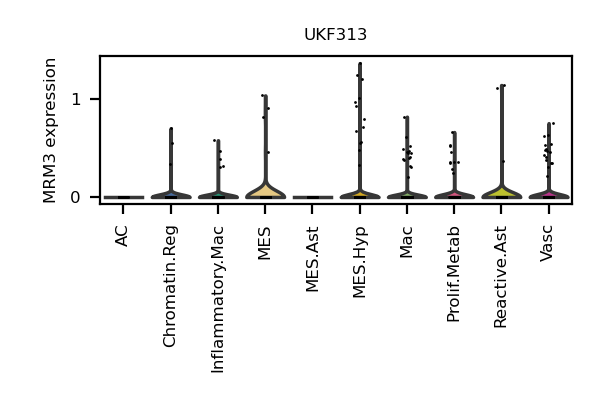 UKF313
MRM3 expression
1
0
AC
Chromatin.Reg
Inflammatory.Mac
MES
MES.Ast
MES.Hyp
Mac
Prolif.Metab
Reactive.Ast
Vasc